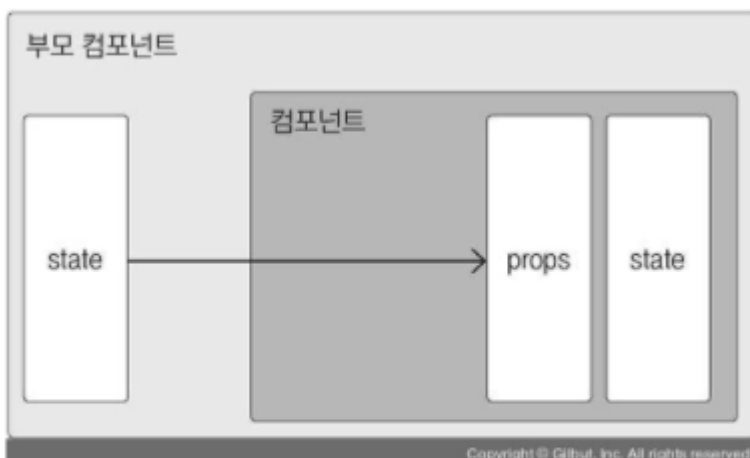 부모 컴포넌트
컴포넌트
state
props
state
Copyright © Gilbut, Inc. All rights reserved